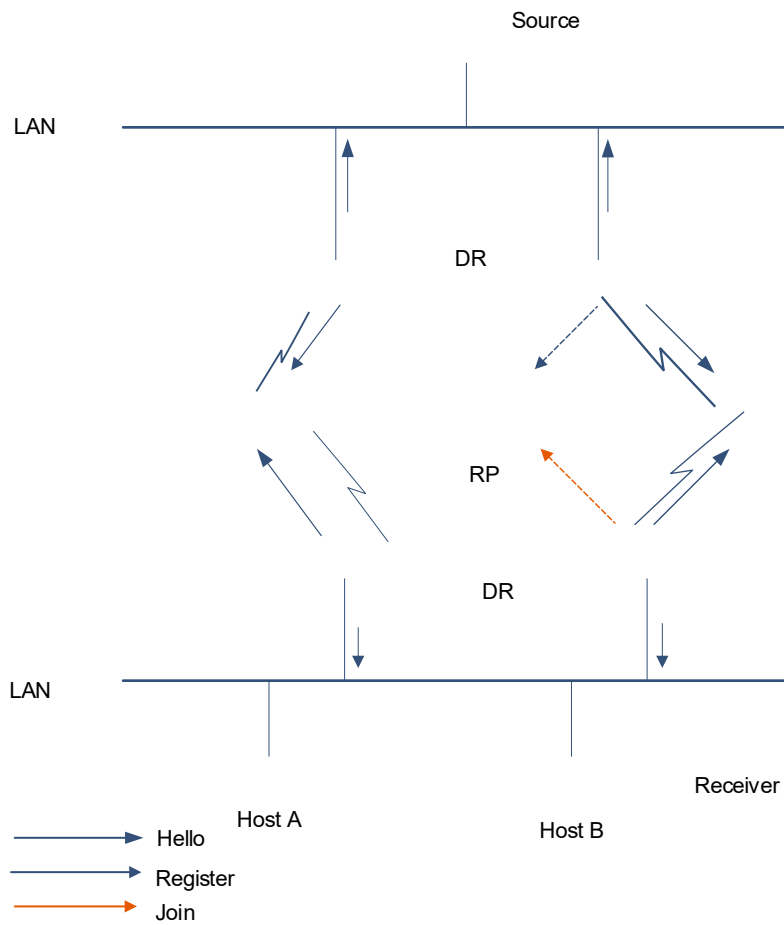 Source
LAN
DR
RP
DR
LAN
Receiver
Host A
Host B
Hello
Register
Join